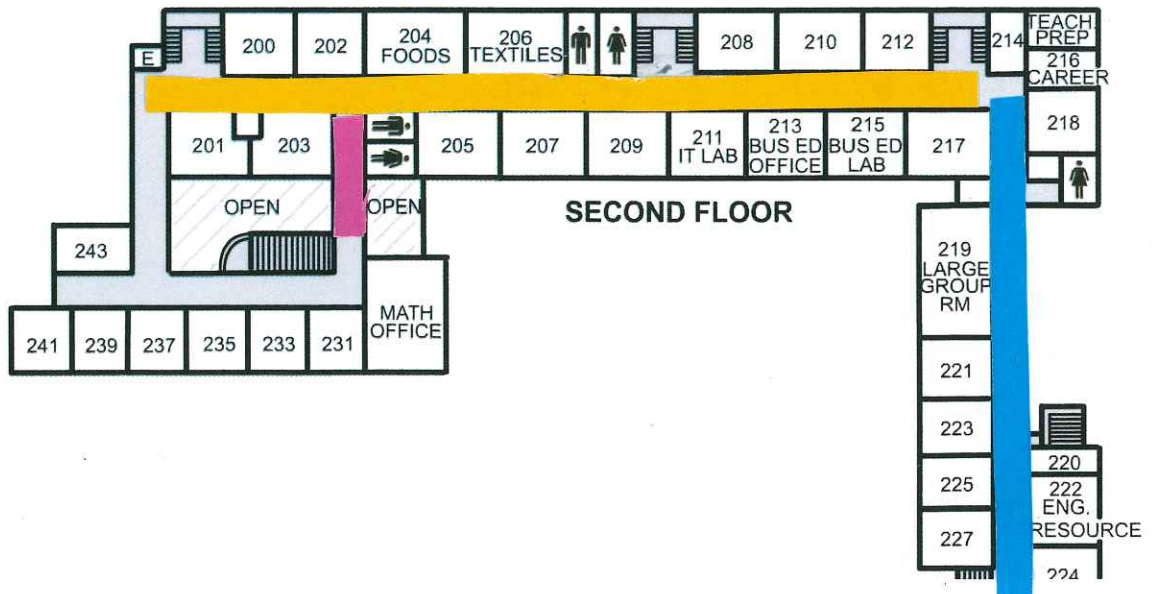 TEACH.
PREP
200
202
204
FOODS
206
TEXTILES
208
210
212
214
216
CAREER
E
201
203
205
207
209
211
IT LAB
213
BUS ED
OFFICE
215
BUS ED
LAB
217
218
OPEN
OPEN
SECOND FLOOR
243
219
LARGE
GROUP
RM
MATH
OFFICE
241
239
237
235
233
231
221
223
225
227
220
222
ENG.
RESOURCE
224